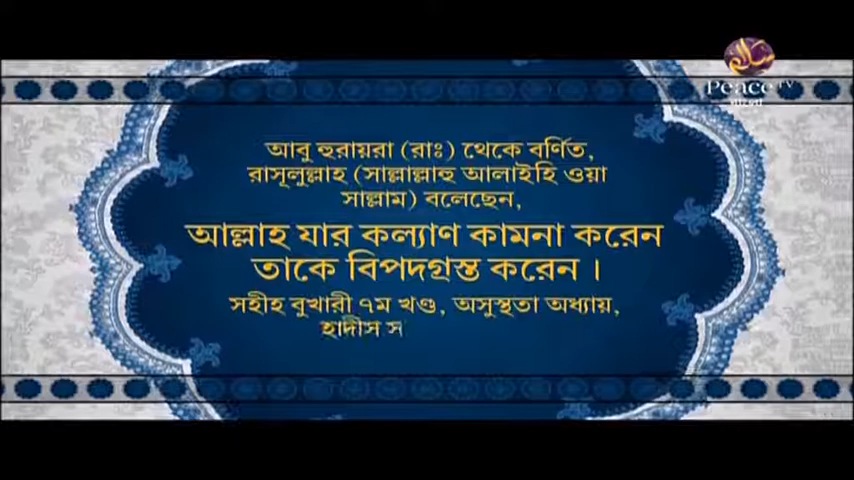 Peace TV
বাংলা
আবু হুরায়রা (রাঃ) থেকে বর্ণিত,
রাসূলুল্লাহ (সাল্লাল্লাহু আলাইহি ওয়া
সাল্লাম) বলেছেন,
আল্লাহ যার কল্যাণ কামনা করেন
তাকে বিপদগ্রস্ত করেন ।
সহীহ বুখারী ৭ম খণ্ড, অসুস্থতা অধ্যায়,
হাদীস স